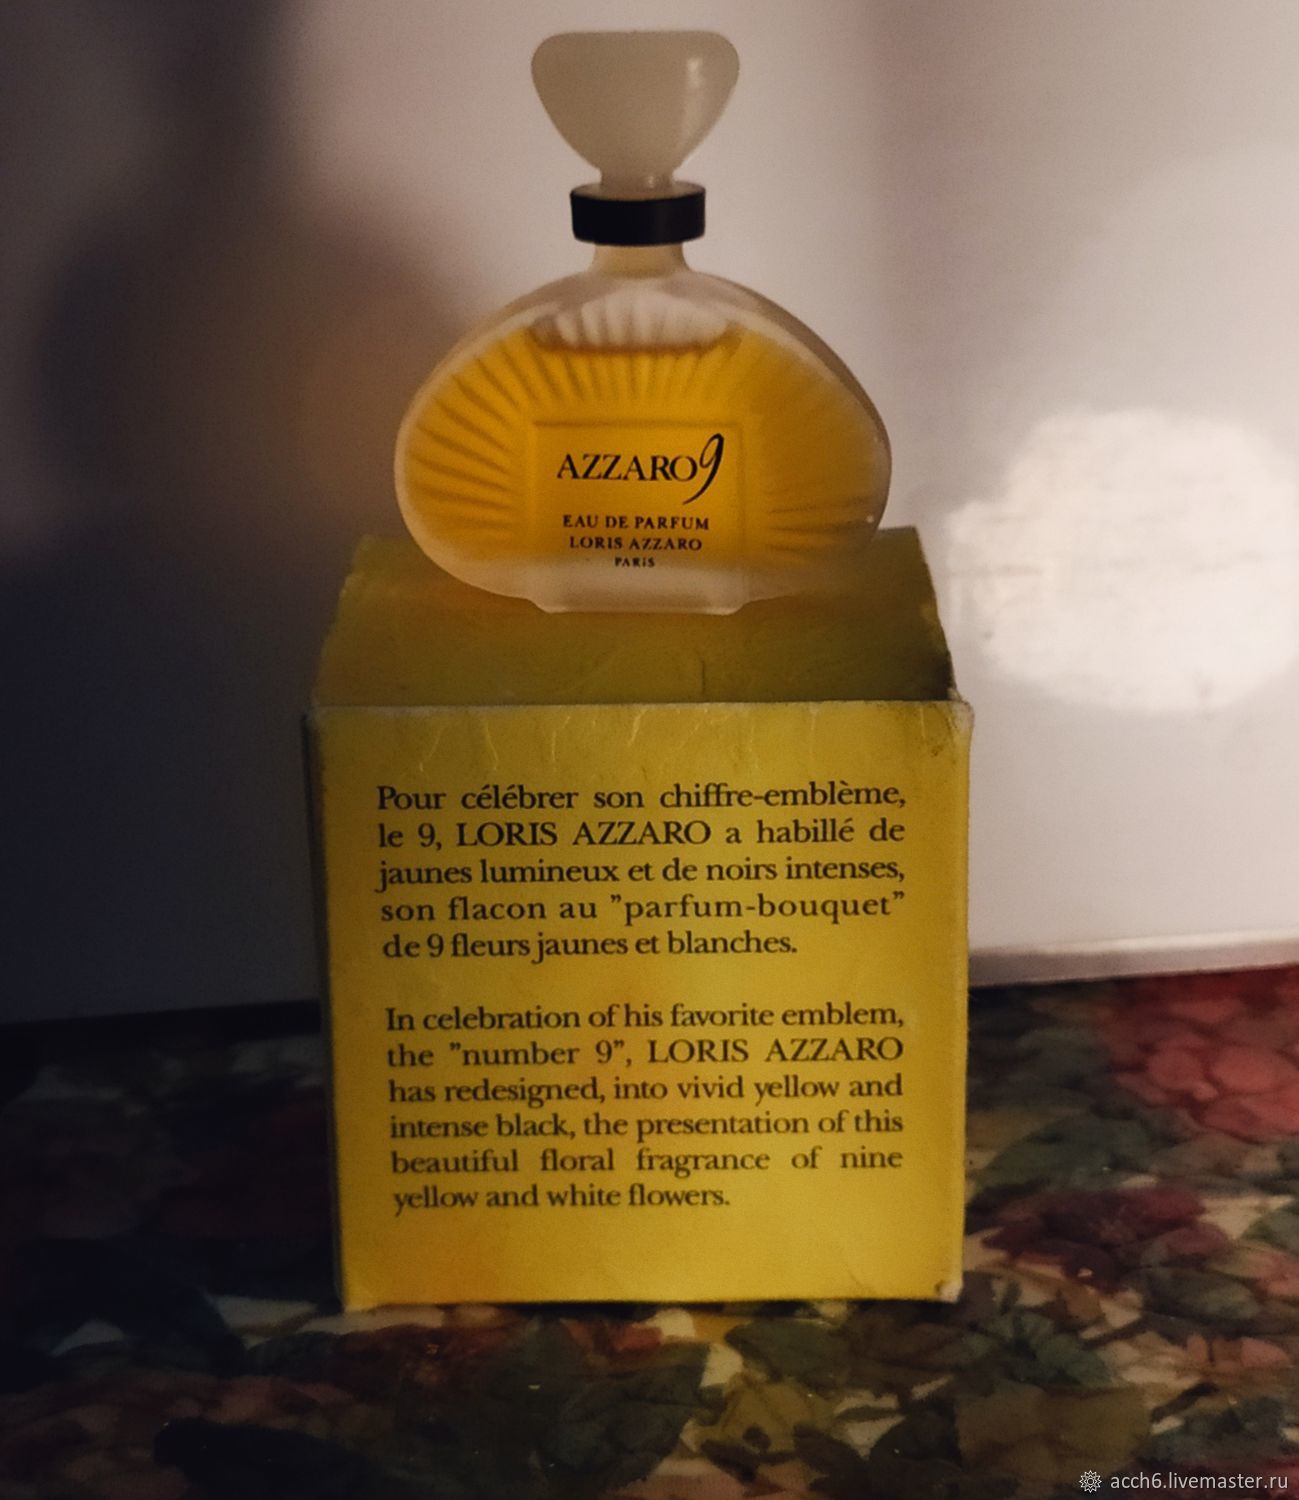 AZZARO9
EAU DE PARFUM
LORIS AZZARO
PARIS
Pour célébrer son chiffre-emblème,
le 9, LORIS AZZARO a habillé de
jaunes lumineux et de noirs intenses,
son flacon au ”parfum-bouquet”
de 9 fleurs jaunes et blanches.
In celebration of his favorite emblem,
the ”number 9”, LORIS AZZARO
has redesigned, into vivid yellow and
intense black, the presentation of this
beautiful floral fragrance of nine
yellow and white flowers.
acch6.livemaster.ru